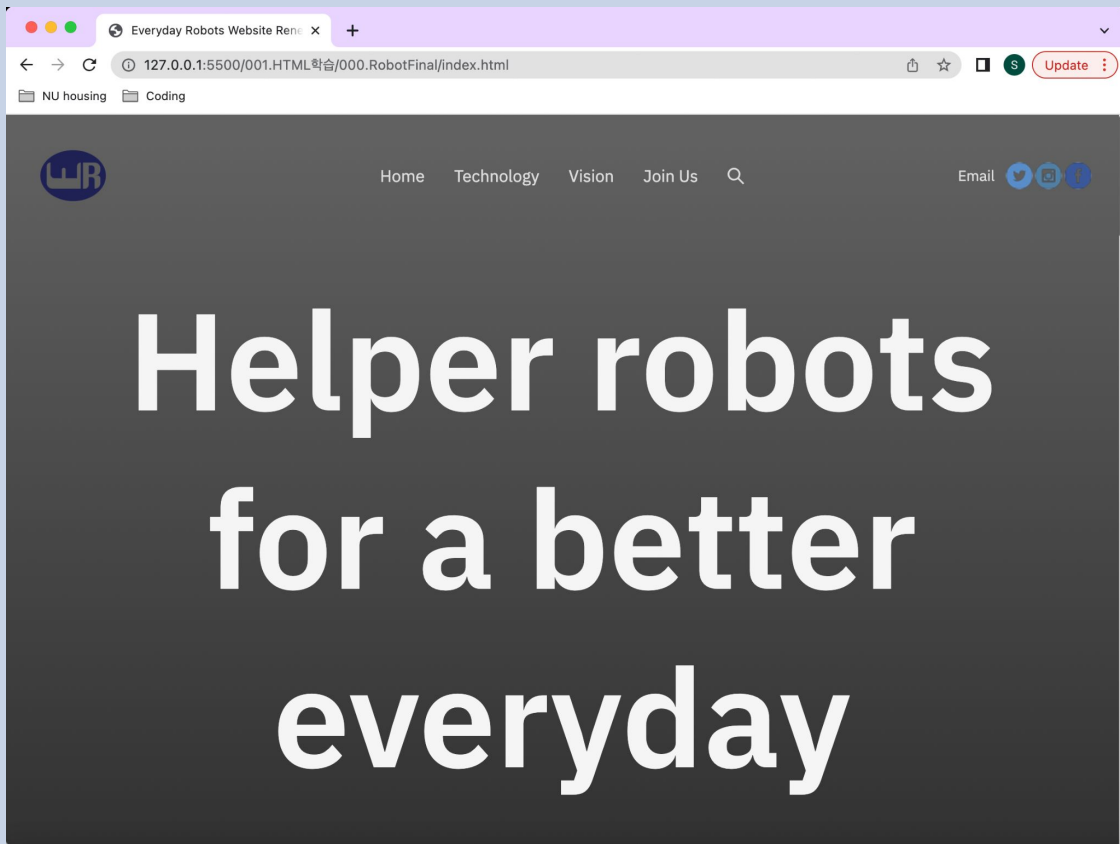 Everyday Robots Website Rene
127.0.0.1:5500/001.HTML학습/000.RobotFinal/index.html
S
Update
NU housing
Coding
ER
Home
Technology
Vision
Join Us
Email
Helper robots
for a better
everyday